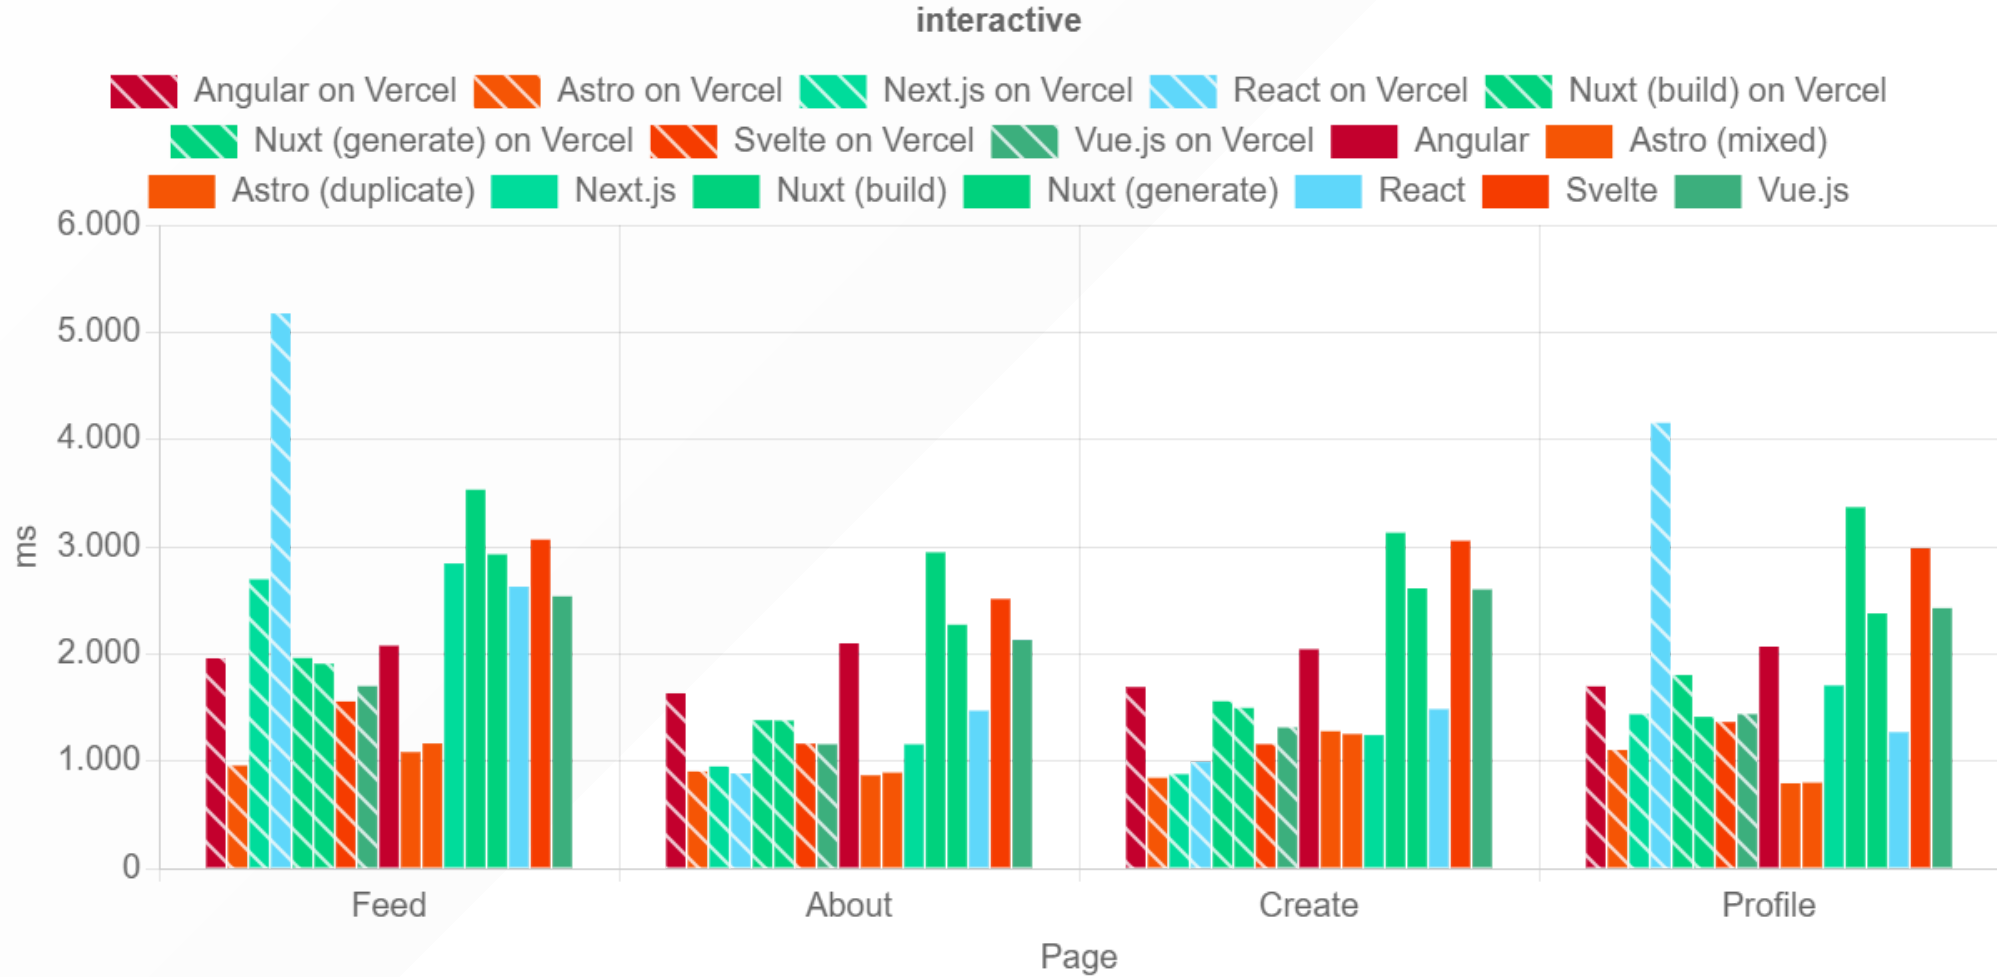 interactive
Angular on Vercel Astro on Vercel Next.js on Vercel React on Vercel Nuxt (build) on Vercel
Nuxt (generate) on Vercel Svelte on Vercel Vue.js on Vercel Angular Astro (mixed)
Astro (duplicate) Next.js Nuxt (build) Nuxt (generate) React Svelte Vue.js
6.000
5.000
4.000
3.000
2.000
1.000
0
ms
Feed About Create Profile
Page